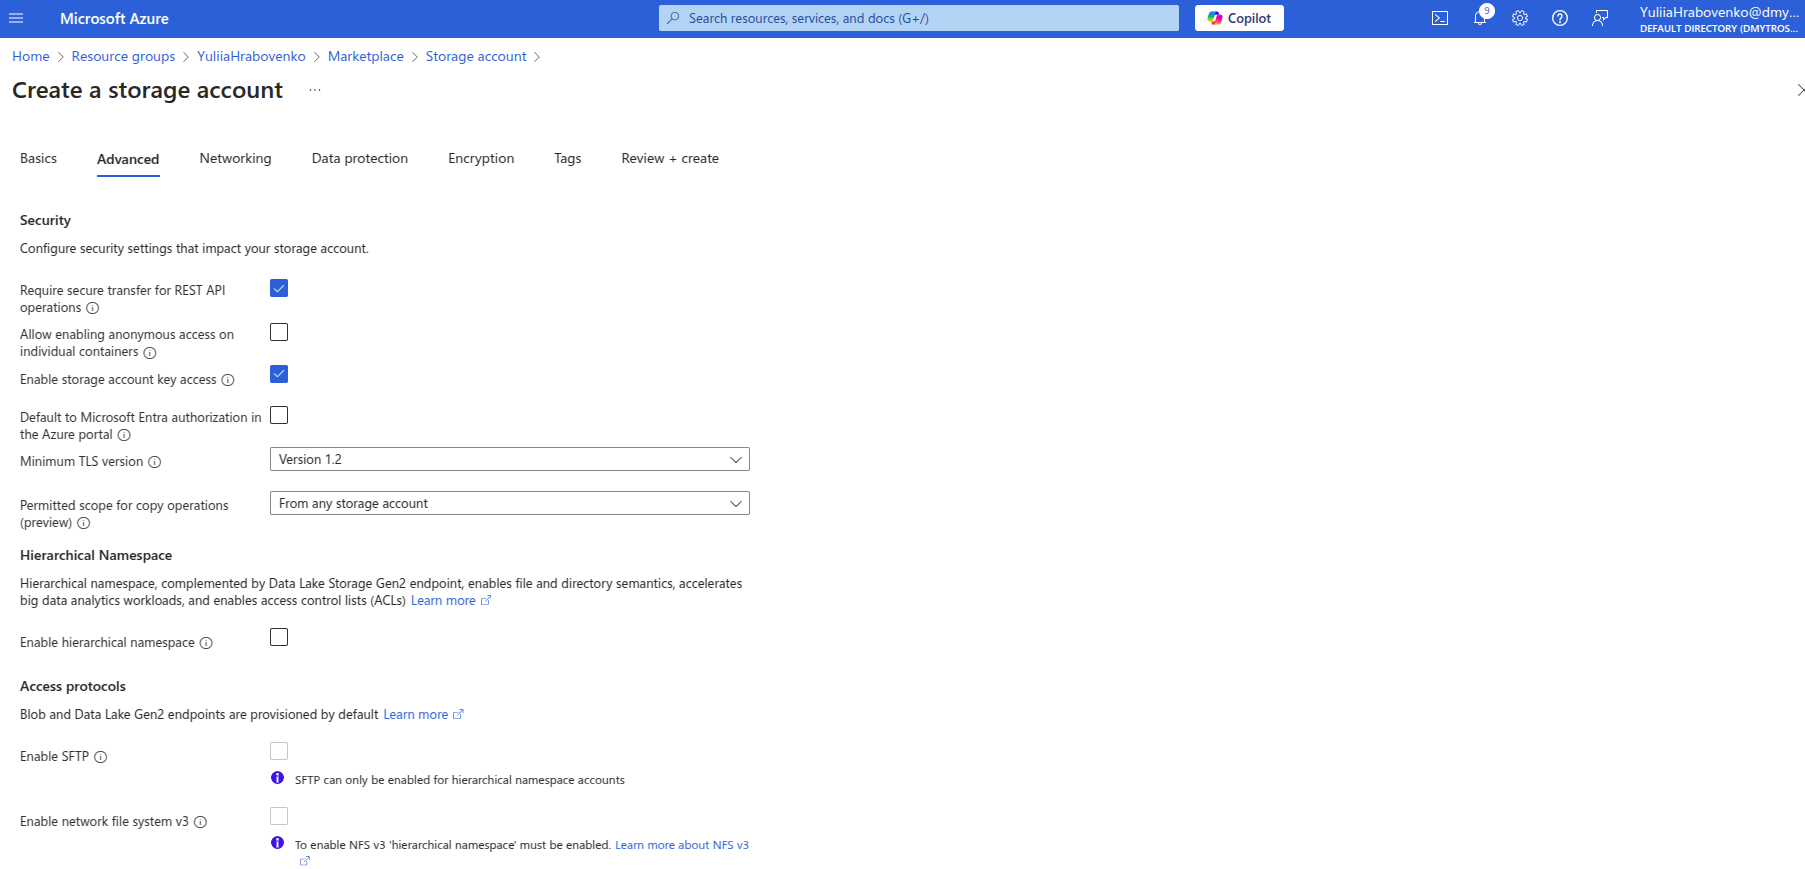 Microsoft Azure
Search resources, services, and docs (G+/)
Copilot
9
YuliiaHrabovenko@dmy...
DEFAULT DIRECTORY (DMYTROS...
Home > Resource groups > YuliiaHrabovenko > Marketplace > Storage account >
Create a storage account ...
Basics Advanced Networking Data protection Encryption Tags Review + create
Security
Configure security settings that impact your storage account.
Require secure transfer for REST API
operations
Allow enabling anonymous access on
individual containers
Enable storage account key access
Default to Microsoft Entra authorization in
the Azure portal
Minimum TLS version
Version 1.2
Permitted scope for copy operations
(preview)
From any storage account
Hierarchical Namespace
Hierarchical namespace, complemented by Data Lake Storage Gen2 endpoint, enables file and directory semantics, accelerates
big data analytics workloads, and enables access control lists (ACLs) Learn more
Enable hierarchical namespace
Access protocols
Blob and Data Lake Gen2 endpoints are provisioned by default Learn more
Enable SFTP
SFTP can only be enabled for hierarchical namespace accounts
Enable network file system v3
To enable NFS v3 'hierarchical namespace' must be enabled. Learn more about NFS v3